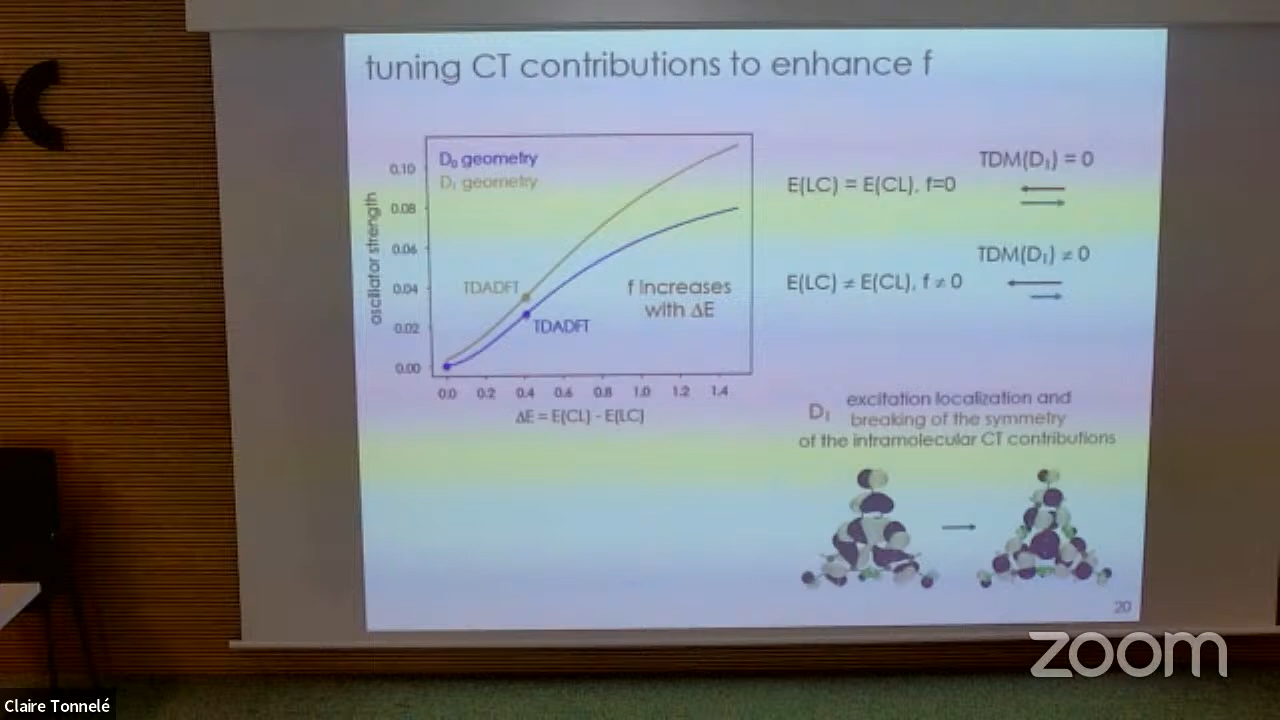 tuning CT contributions to enhance f
D₀ geometry
D₁ geometry
oscillator strength
0.10
0.08
0.06
0.04
0.02
0.00
TDADFT
TDADFT
f increases
with ΔE
0.0 0.2 0.4 0.6 0.8 1.0 1.2 1.4
ΔE = E(CL) - E(LC)
TDM(D₁) = 0
E(LC) = E(CL), f=0
TDM(D₁) ≠ 0
E(LC) ≠ E(CL), f ≠ 0
D₁ excitation localization and
breaking of the symmetry
of the intramolecular CT contributions
20
zoom
Claire Tonnelé